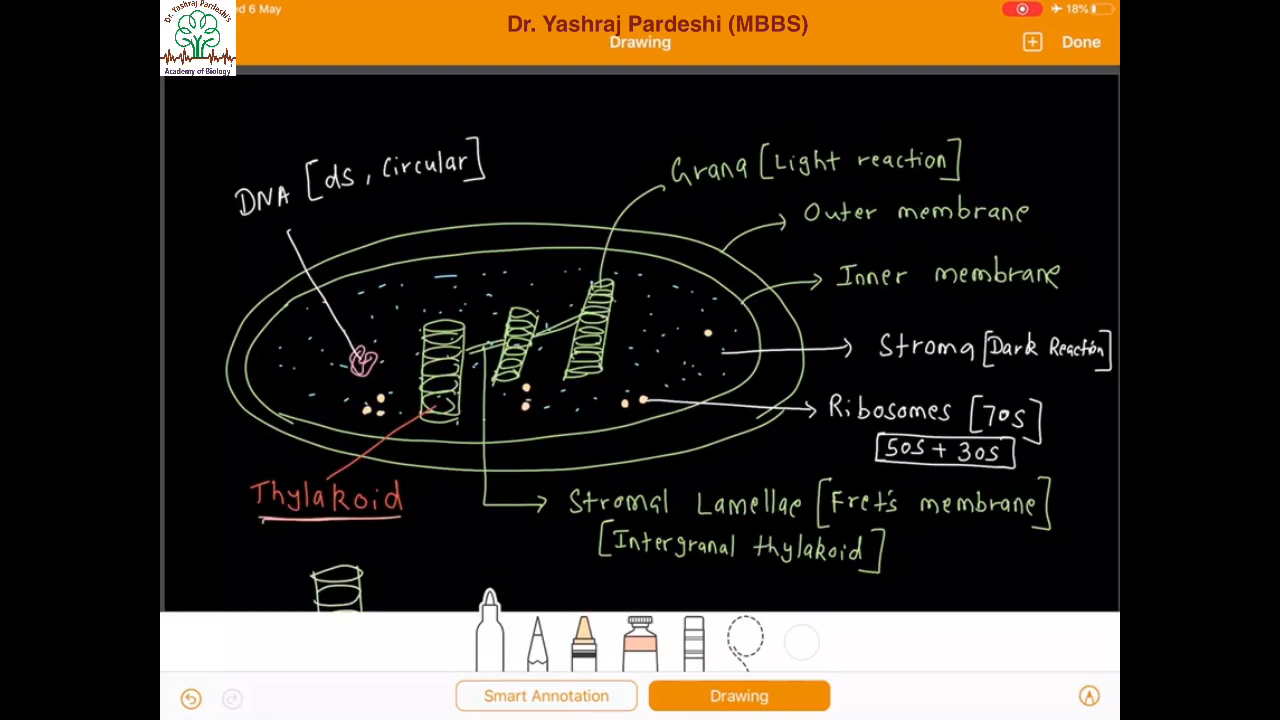 Dr. Yashraj Pardeshi's
Academy of Biology
ed 6 May
Dr. Yashraj Pardeshi (MBBS)
Drawing
18%
Done
DNA [ds, Circular]
Grana [Light reaction]
Outer membrane
Inner membrane
Stroma [Dark Reaction]
Ribosomes [70S]
50S + 30S
Thylakoid
Stromal Lamellae [Fret's membrane]
[Intergranal thylakoid]
Smart Annotation
Drawing